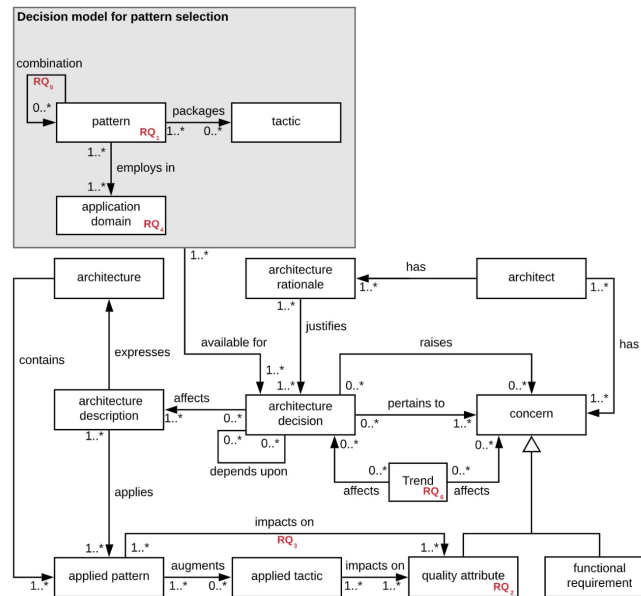 Decision model for pattern selection
combination
RQ5
0..*
pattern
RQ1
packages
1..* 0..*
tactic
1..*
employs in
1..*
application
domain
RQ4
1..*
architecture
architecture
rationale
has
1..*
architect
1..*
1..*
justifies
contains
expresses
available for
raises
has
1..*
1..*
0..*
0..*
1..*
architecture
description
affects
1..*
0..*
architecture
decision
pertains to
0..*
1..*
concern
1..*
0..*
0..*
0..*
0..*
depends upon
0..*
0..*
Trend
RQ6
affects
affects
applies
impacts on
1..*
1..*
RQ3
1..*
1..*
applied pattern
augments
1..*
0..*
applied tactic
impacts on
1..*
1..*
quality attribute
RQ2
functional
requirement